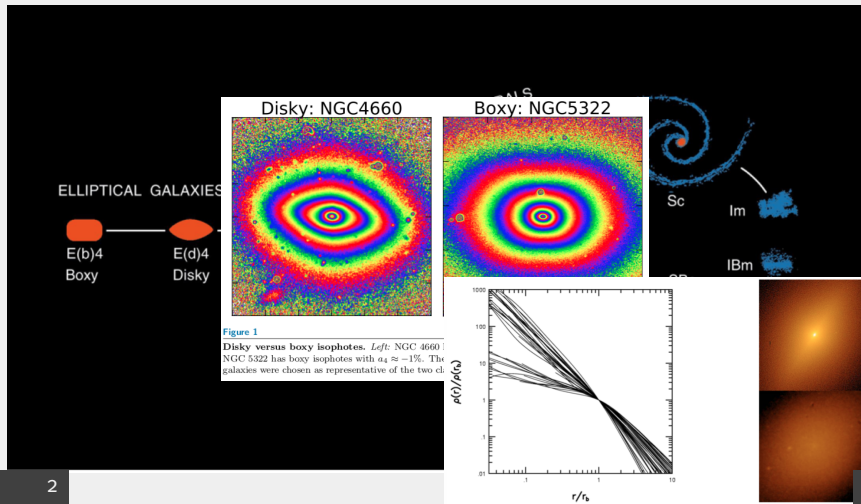 Disky: NGC4660
Boxy: NGC5322
ELLIPTICAL GALAXIES
E(b)4
Boxy
E(d)4
Disky
Sc
Im
IBm
Figure 1
Disky versus boxy isophotes. Left: NGC 4660
NGC 5322 has boxy isophotes with a₄ ≈ −1%. The
galaxies were chosen as representative of the two
1000
100
10
1
.1
.01
ρ(r)/ρ(r_b)
.1
1
10
r/r_b
2